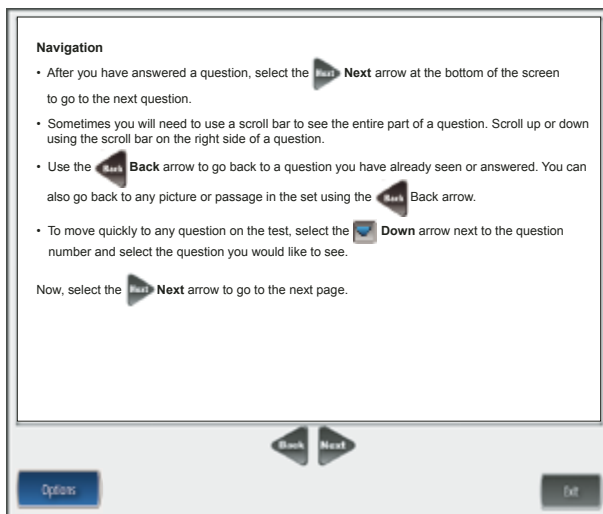 Navigation
• After you have answered a question, select the Next Next arrow at the bottom of the screen
to go to the next question.
• Sometimes you will need to use a scroll bar to see the entire part of a question. Scroll up or down
using the scroll bar on the right side of a question.
• Use the Back Back arrow to go back to a question you have already seen or answered. You can
also go back to any picture or passage in the set using the Back Back arrow.
• To move quickly to any question on the test, select the Down arrow next to the question
number and select the question you would like to see.
Now, select the Next Next arrow to go to the next page.
Back Next
Options Exit